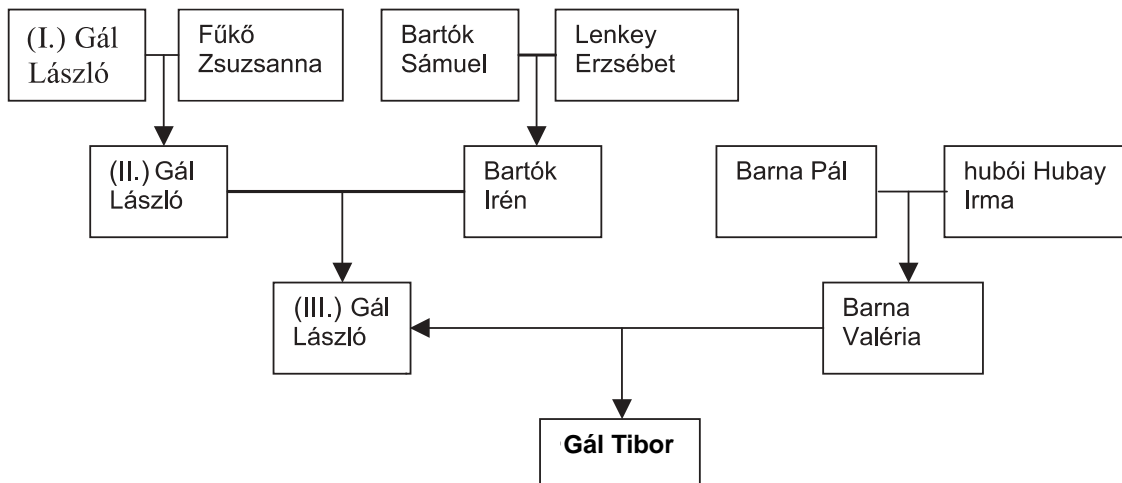 (I.) Gál
László
Fűkő
Zsuzsanna
Bartók
Sámuel
Lenkey
Erzsébet
(II.) Gál
László
Bartók
Irén
Barna Pál
hubói Hubay
Irma
(III.) Gál
László
Barna
Valéria
Gál Tibor